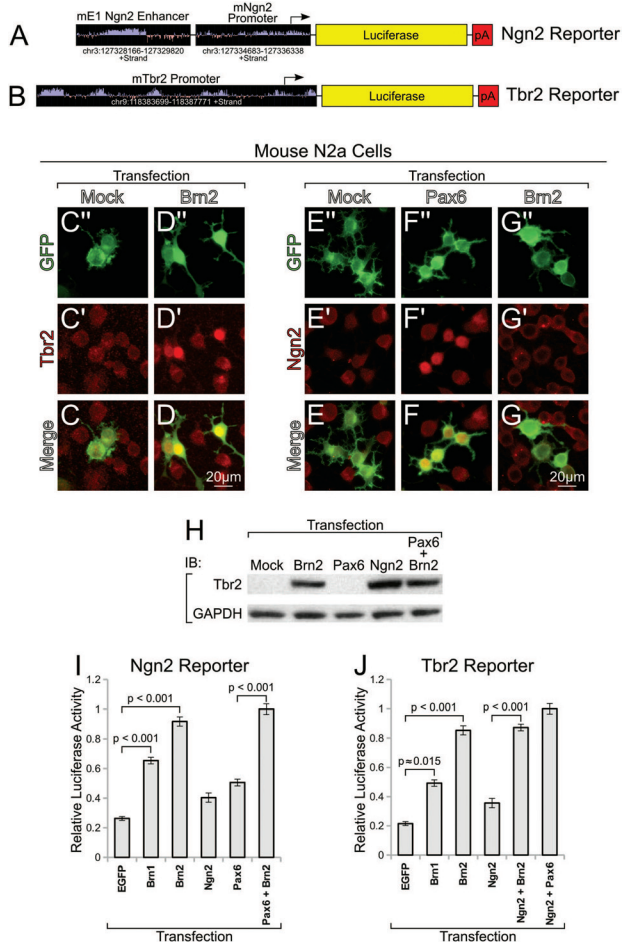 A
mE1 Ngn2 Enhancer
mNgn2 Promoter
chr3:127328166-127329820 +Strand
chr3:127334683-127336338 +Strand
Luciferase
pA
Ngn2 Reporter
B
mTbr2 Promoter
chr9:118383699-118387771 +Strand
Luciferase
pA
Tbr2 Reporter
Mouse N2a Cells
Transfection
Transfection
Mock
Brn2
Mock
Pax6
Brn2
GFP
C"
D"
GFP
E"
F"
G"
Tbr2
C'
D'
Ngn2
E'
F'
G'
Merge
C
D
20µm
Merge
E
F
G
20µm
H
Transfection
IB:
Mock
Brn2
Pax6
Ngn2
Pax6 + Brn2
Tbr2
GAPDH
I
Ngn2 Reporter
Relative Luciferase Activity
1.2
1
0.8
0.6
0.4
0.2
0
p < 0.001
p < 0.001
p < 0.001
EGFP
Brn1
Brn2
Ngn2
Pax6
Pax6 + Brn2
Transfection
J
Tbr2 Reporter
Relative Luciferase Activity
1.2
1
0.8
0.6
0.4
0.2
0
p < 0.001
p < 0.001
p≈0.015
EGFP
Brn1
Brn2
Ngn2
Ngn2 + Brn2
Ngn2 + Pax6
Transfection